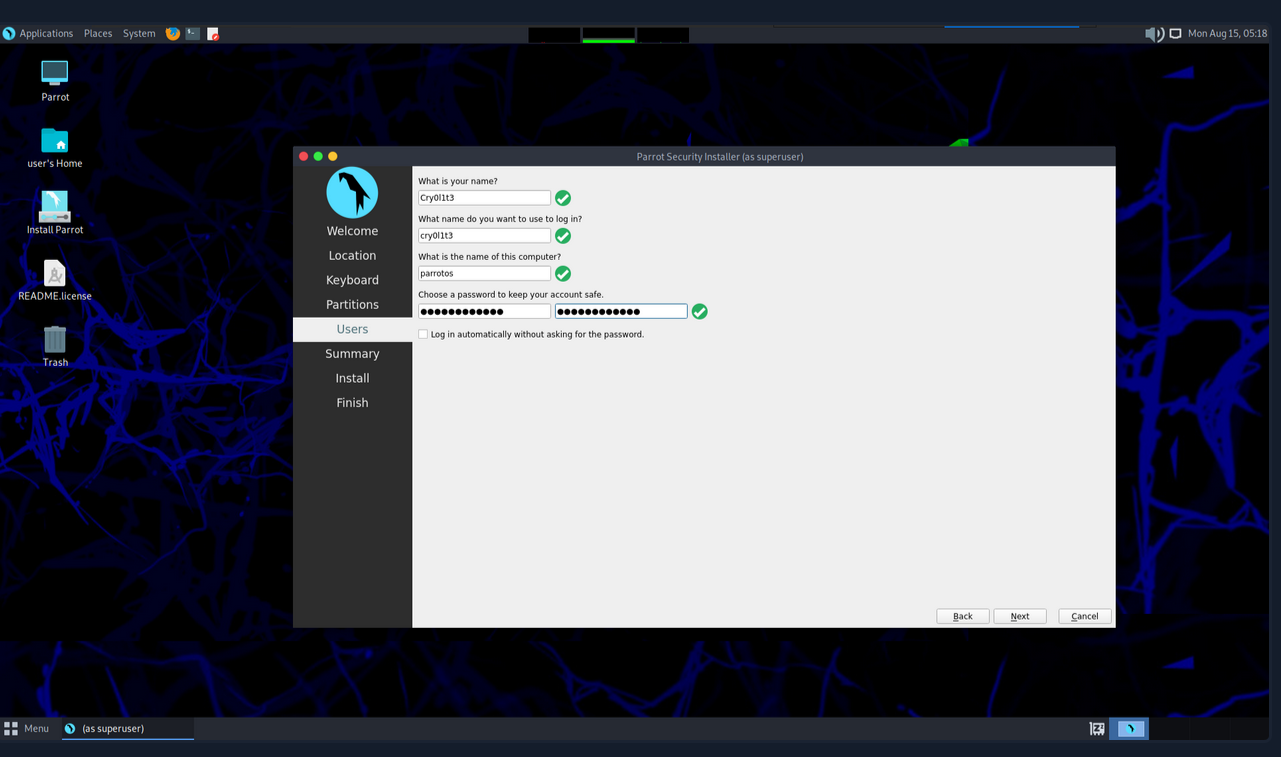 Applications Places System
Mon Aug 15, 05:18
Parrot
user's Home
Install Parrot
README.license
Trash
Parrot Security Installer (as superuser)
Welcome
Location
Keyboard
Partitions
Users
Summary
Install
Finish
What is your name?
Cry0l1t3
What name do you want to use to log in?
cry0l1t3
What is the name of this computer?
parrotos
Choose a password to keep your account safe.
●●●●●●●●●●●● ●●●●●●●●●●●●
Log in automatically without asking for the password.
Back Next Cancel
Menu (as superuser)